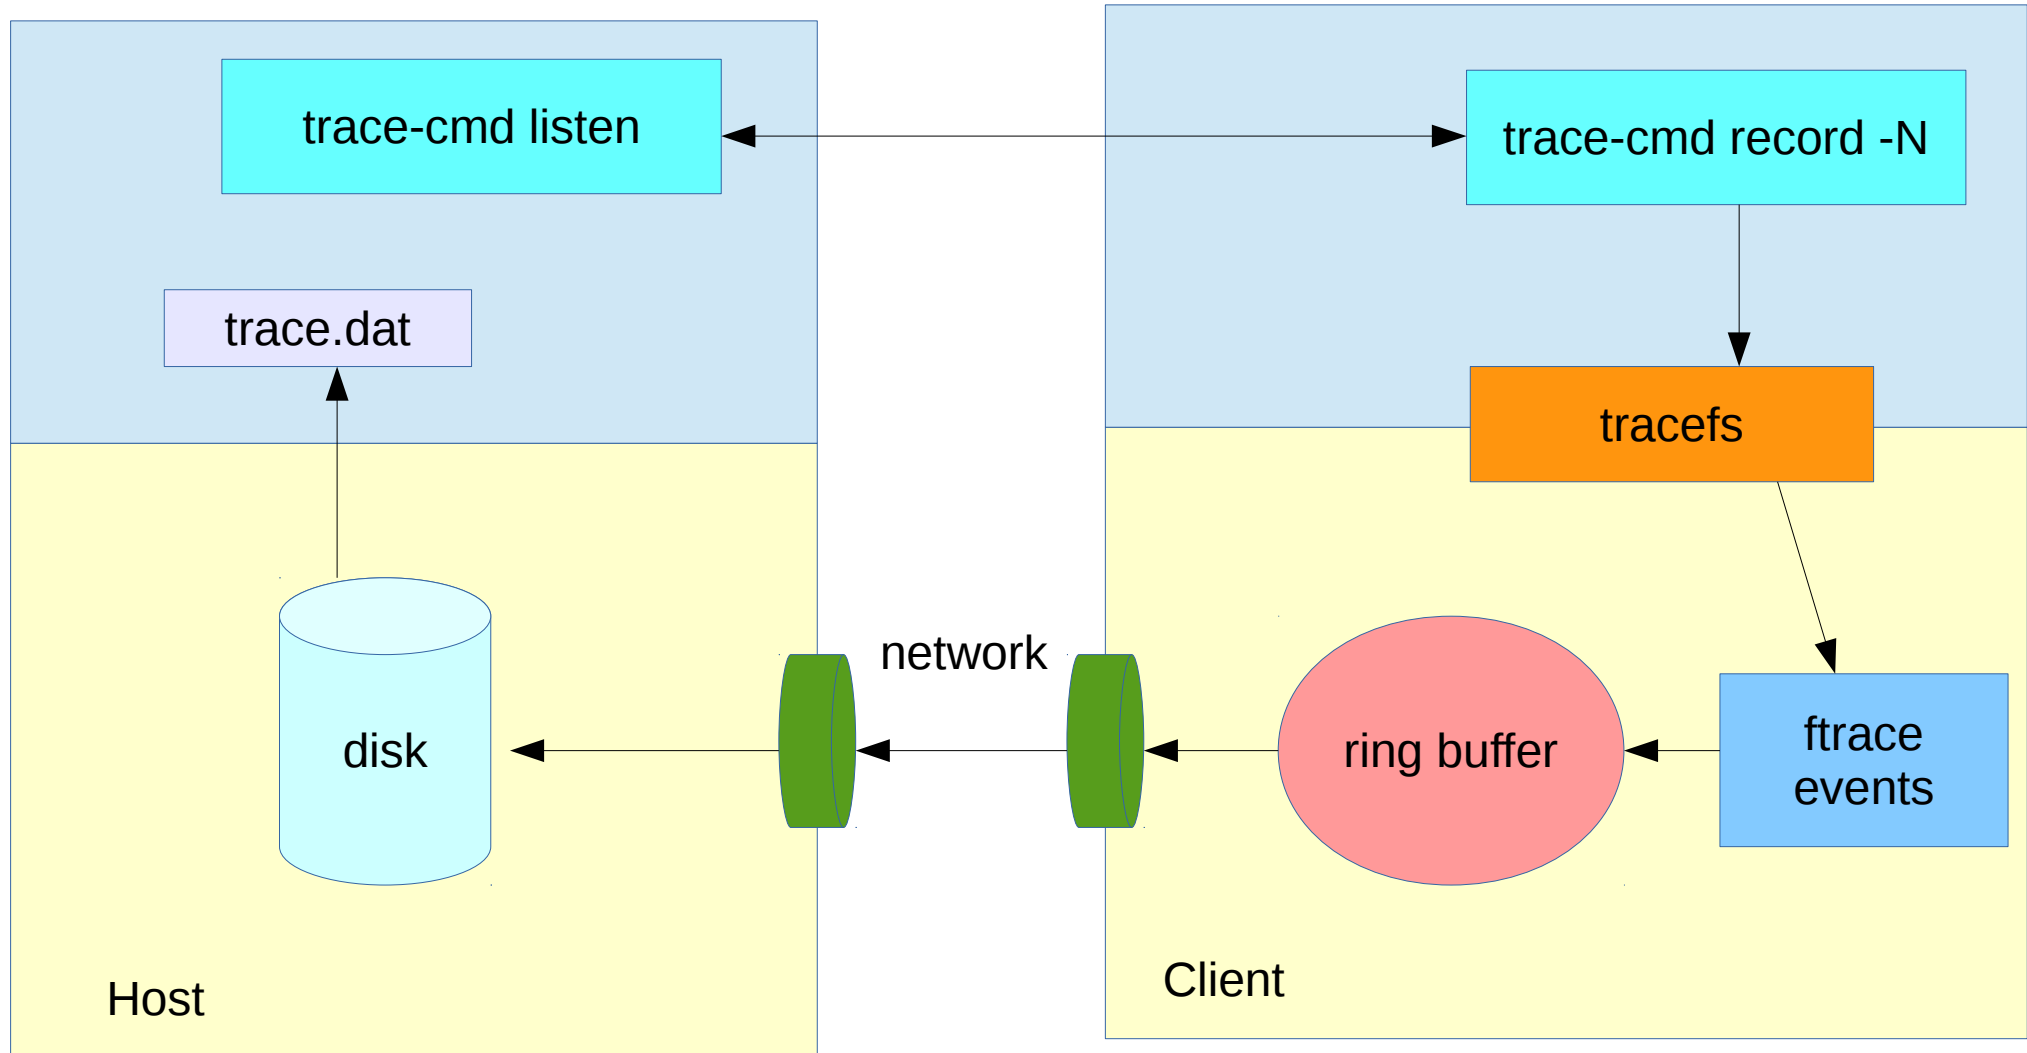 trace-cmd listen
trace-cmd record -N
trace.dat
tracefs
network
disk
ring buffer
ftrace
events
Host
Client